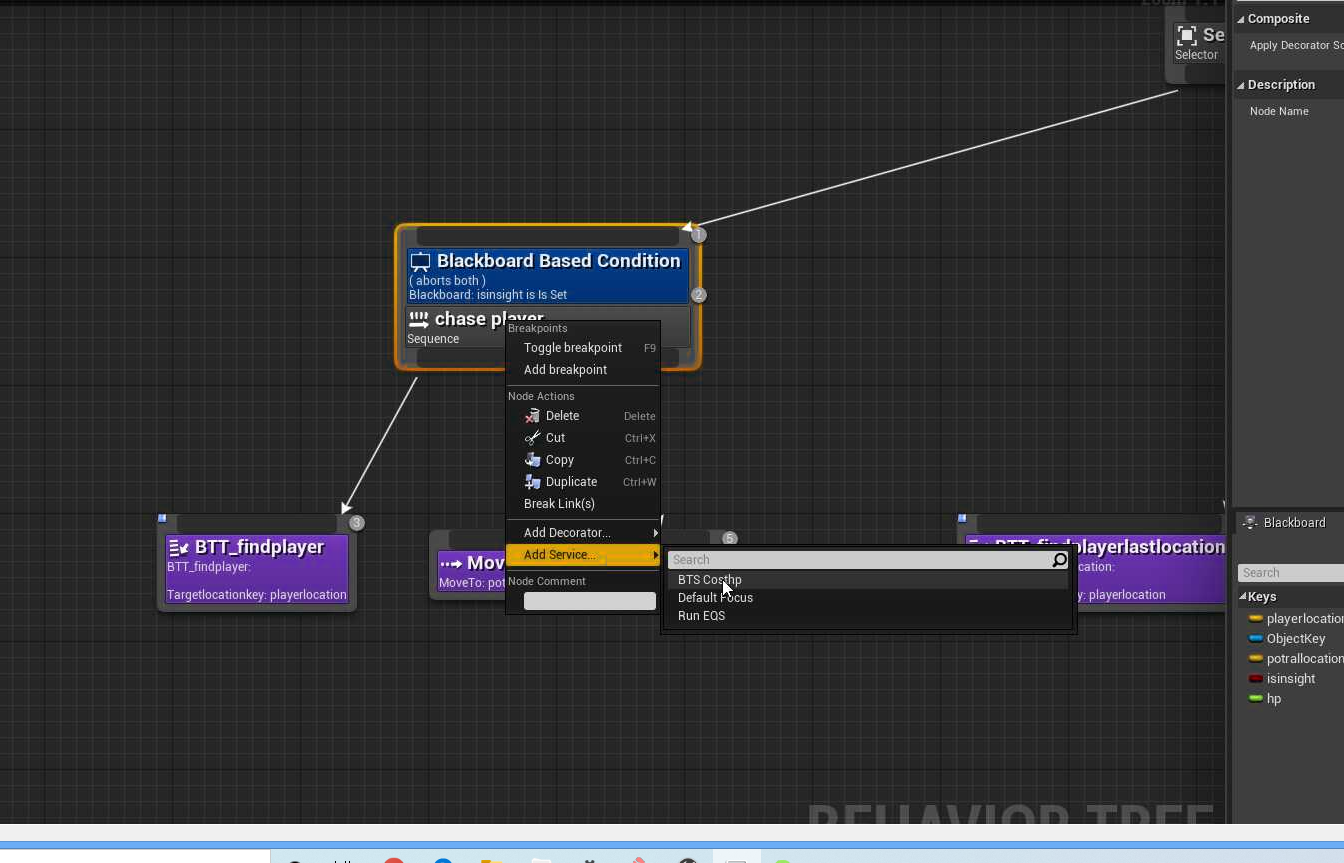 Composite
Se
Selector
Apply Decorator Sc
Description
Node Name
1
Blackboard Based Condition
( aborts both )
Blackboard: isinsight is Is Set
2
chase player
Sequence
Breakpoints
Toggle breakpoint F9
Add breakpoint
Node Actions
Delete Delete
Cut Ctrl+X
Copy Ctrl+C
Duplicate Ctrl+W
Break Link(s)
Add Decorator...
Add Service...
Node Comment
Search
BTS Costhp
Default Focus
Run EQS
3
BTT_findplayer
BTT_findplayer:
Targetlocationkey: playerlocation
5
Mov
MoveTo: pot
BTT_findplayerlastlocation
cation:
y: playerlocation
Blackboard
Search
Keys
playerlocation
ObjectKey
potrallocation
isinsight
hp
BEHAVIOR TREE